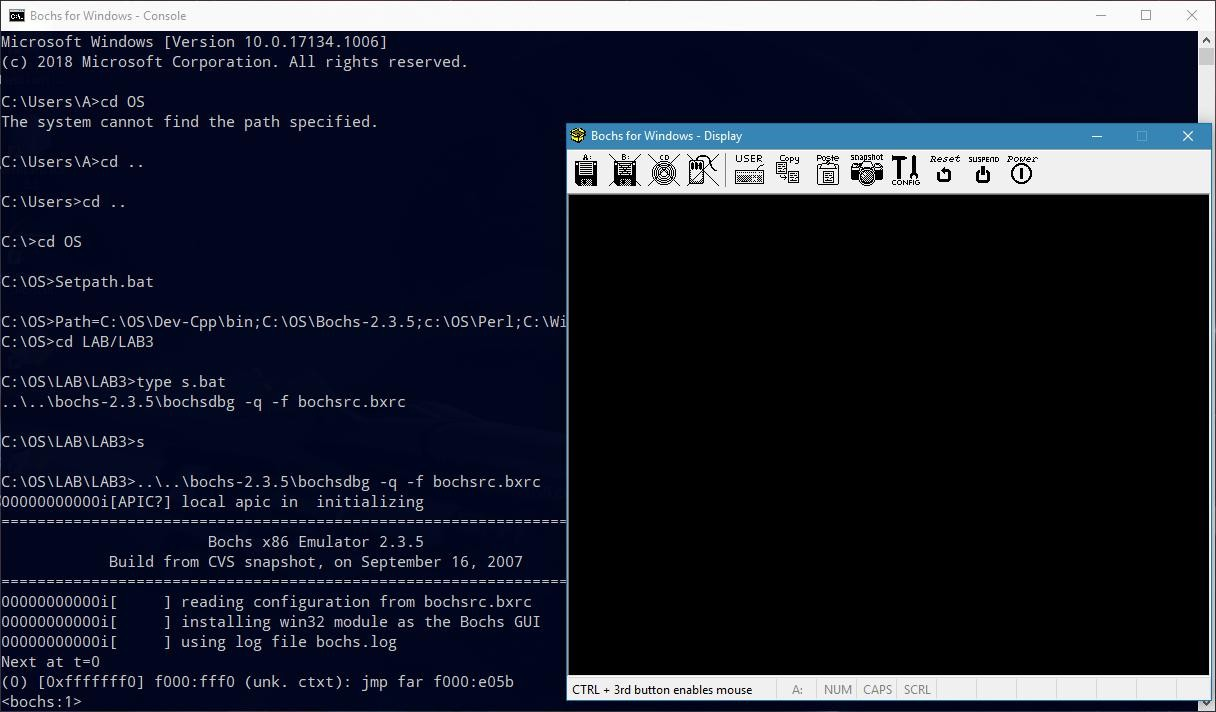 Bochs for Windows - Console
Microsoft Windows [Version 10.0.17134.1006]
(c) 2018 Microsoft Corporation. All rights reserved.
C:\Users\A>cd OS
The system cannot find the path specified.
C:\Users\A>cd ..
C:\Users>cd ..
C:\>cd OS
C:\OS>Setpath.bat
C:\OS>Path=C:\OS\Dev-Cpp\bin;C:\OS\Bochs-2.3.5;c:\OS\Perl;C:\Wi
C:\OS>cd LAB/LAB3
C:\OS\LAB\LAB3>type s.bat
..\..\bochs-2.3.5\bochsdbg -q -f bochsrc.bxrc
C:\OS\LAB\LAB3>s
C:\OS\LAB\LAB3>..\..\bochs-2.3.5\bochsdbg -q -f bochsrc.bxrc
00000000000i[APIC?] local apic in  initializing
===============================================================
Bochs x86 Emulator 2.3.5
Build from CVS snapshot, on September 16, 2007
===============================================================
00000000000i[     ] reading configuration from bochsrc.bxrc
00000000000i[     ] installing win32 module as the Bochs GUI
00000000000i[     ] using log file bochs.log
Next at t=0
(0) [0xfffffff0] f000:fff0 (unk. ctxt): jmp far f000:e05b
<bochs:1>
Bochs for Windows - Display
A: B: CD USER Copy Paste snapshot CONFIG Reset SUSPEND Power
CTRL + 3rd button enables mouse A: NUM CAPS SCRL